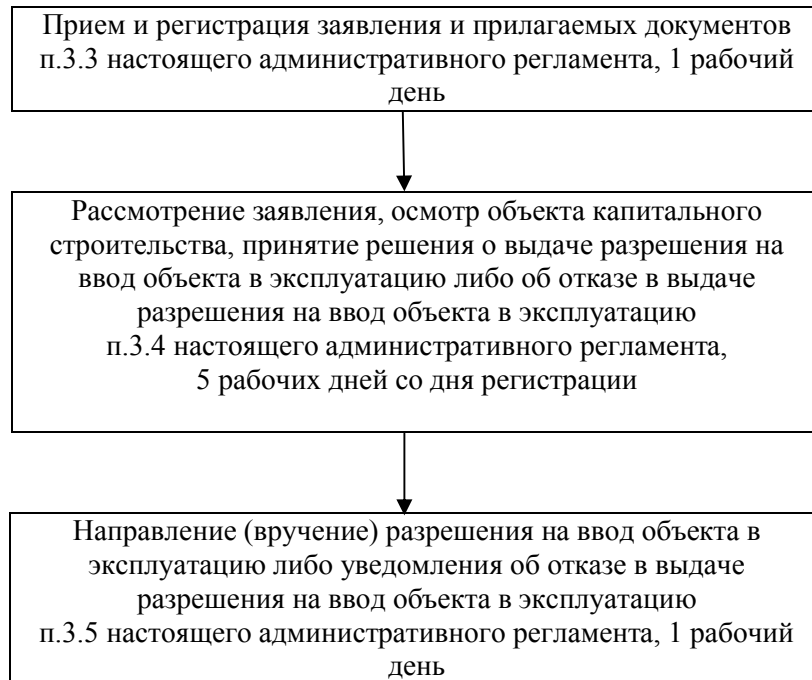 Прием и регистрация заявления и прилагаемых документов
п.3.3 настоящего административного регламента, 1 рабочий
день
Рассмотрение заявления, осмотр объекта капитального
строительства, принятие решения о выдаче разрешения на
ввод объекта в эксплуатацию либо об отказе в выдаче
разрешения на ввод объекта в эксплуатацию
п.3.4 настоящего административного регламента,
5 рабочих дней со дня регистрации
Направление (вручение) разрешения на ввод объекта в
эксплуатацию либо уведомления об отказе в выдаче
разрешения на ввод объекта в эксплуатацию
п.3.5 настоящего административного регламента, 1 рабочий
день